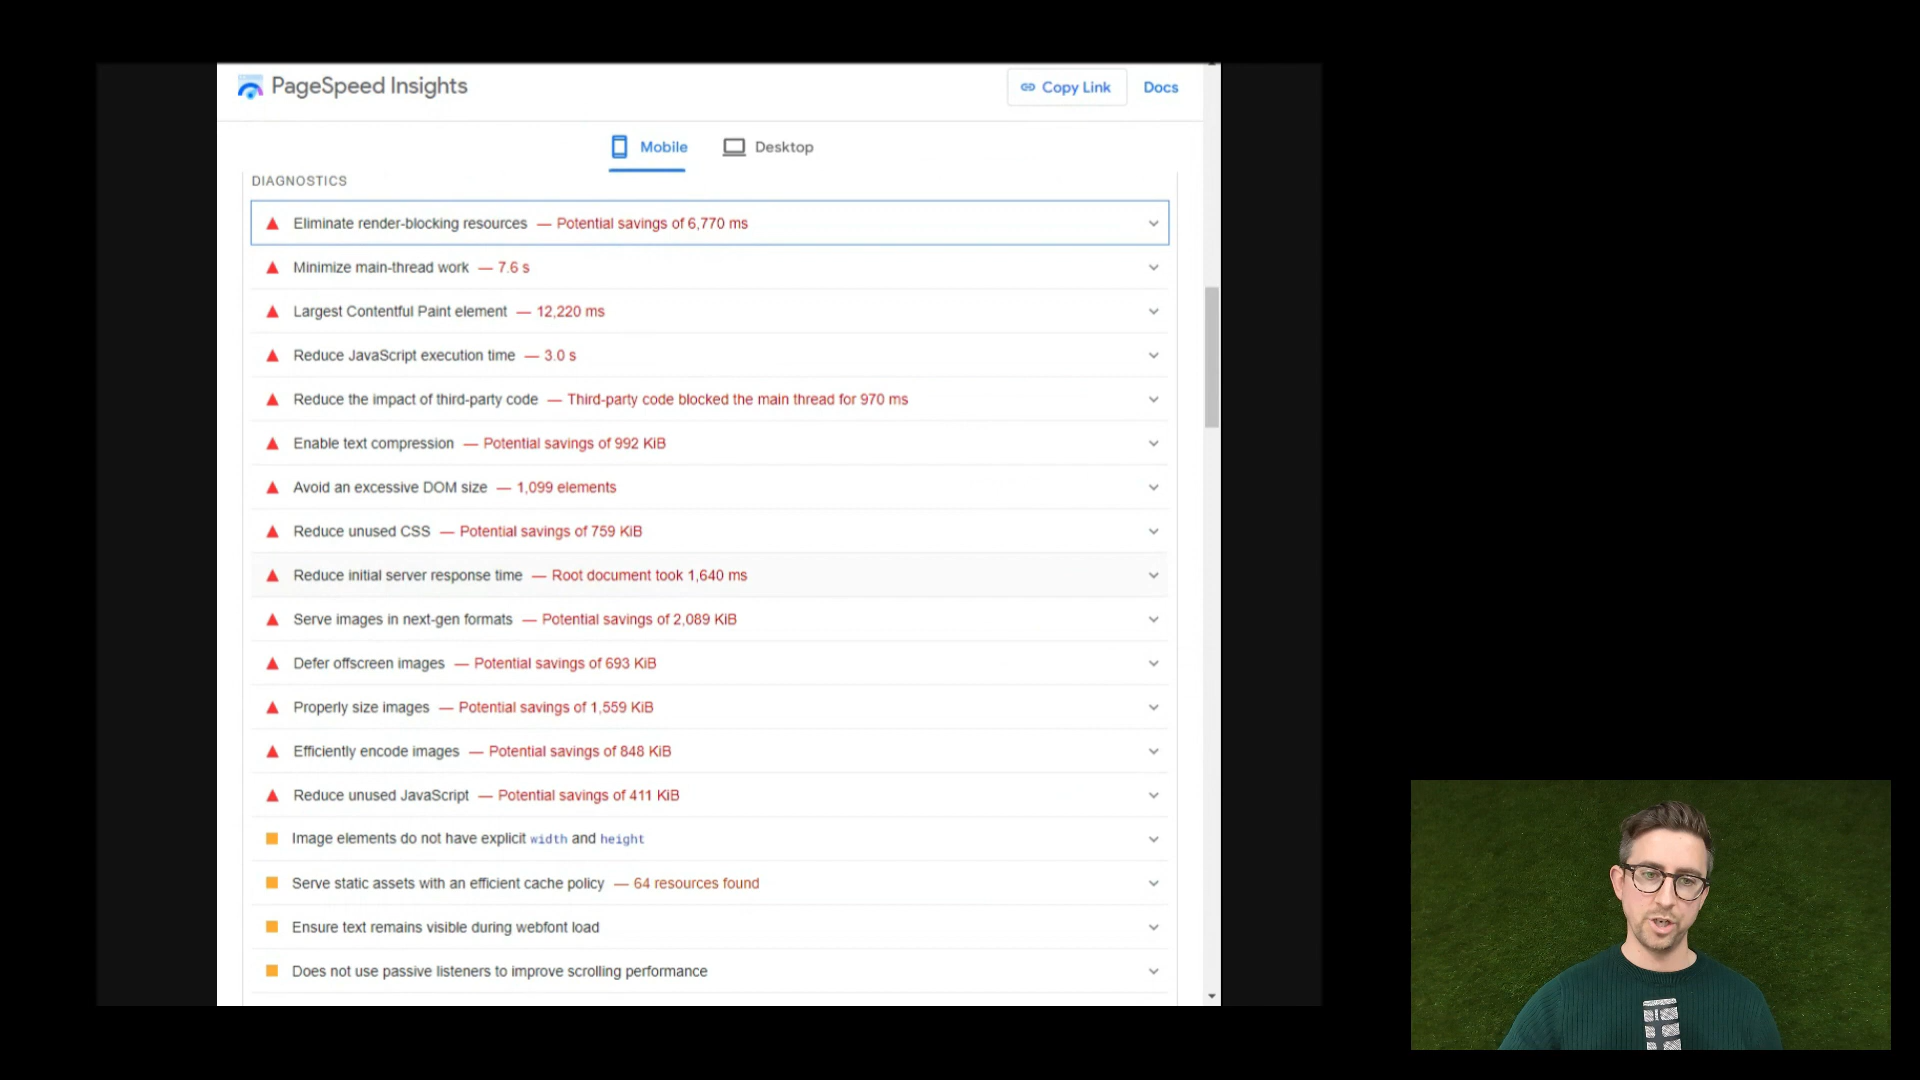 PageSpeed Insights
Copy Link
Docs
Mobile
Desktop
DIAGNOSTICS
Eliminate render-blocking resources — Potential savings of 6,770 ms
Minimize main-thread work — 7.6 s
Largest Contentful Paint element — 12,220 ms
Reduce JavaScript execution time — 3.0 s
Reduce the impact of third-party code — Third-party code blocked the main thread for 970 ms
Enable text compression — Potential savings of 992 KiB
Avoid an excessive DOM size — 1,099 elements
Reduce unused CSS — Potential savings of 759 KiB
Reduce initial server response time — Root document took 1,640 ms
Serve images in next-gen formats — Potential savings of 2,089 KiB
Defer offscreen images — Potential savings of 693 KiB
Properly size images — Potential savings of 1,559 KiB
Efficiently encode images — Potential savings of 848 KiB
Reduce unused JavaScript — Potential savings of 411 KiB
Image elements do not have explicit width and height
Serve static assets with an efficient cache policy — 64 resources found
Ensure text remains visible during webfont load
Does not use passive listeners to improve scrolling performance